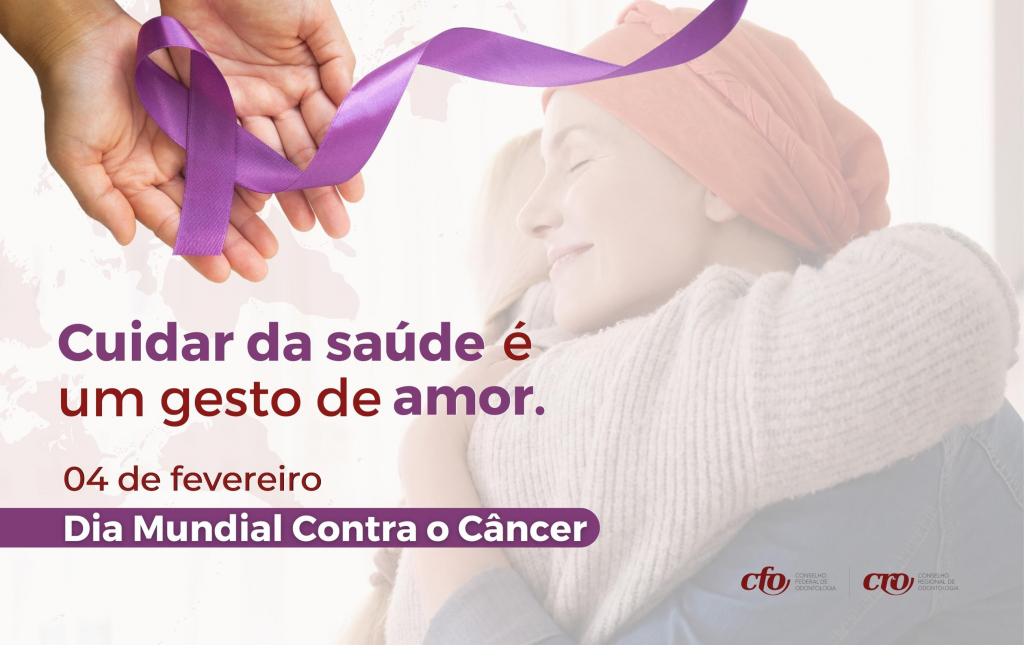 Cuidar da saúde é
um gesto de amor.
04 de fevereiro
Dia Mundial Contra o Câncer
cfo
CONSELHO
FEDERAL DE
ODONTOLOGIA
cro
CONSELHO
REGIONAL DE
ODONTOLOGIA